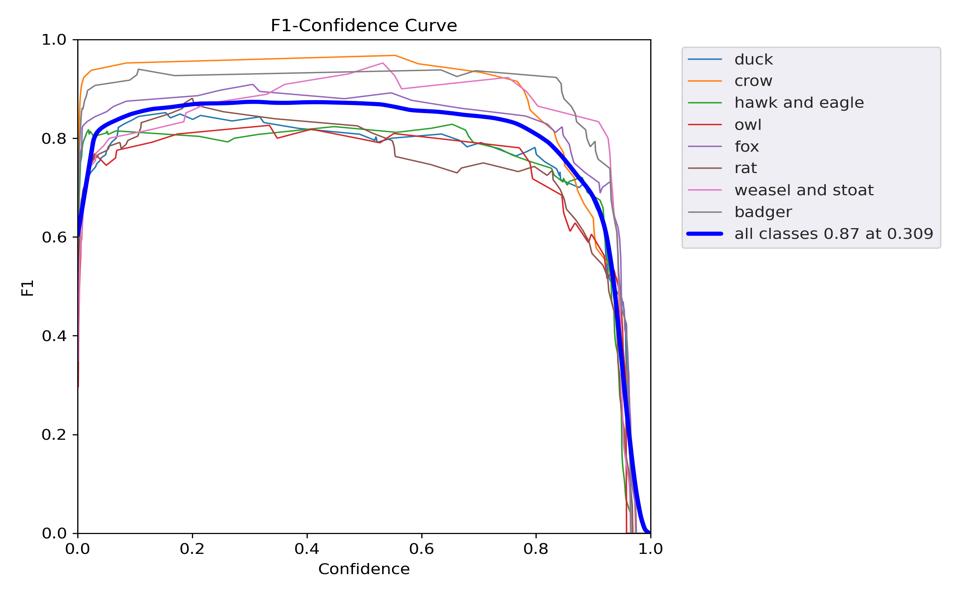 F1-Confidence Curve
1.0
0.8
0.6
0.4
0.2
0.0
F1
0.0 0.2 0.4 0.6 0.8 1.0
Confidence
duck
crow
hawk and eagle
owl
fox
rat
weasel and stoat
badger
all classes 0.87 at 0.309